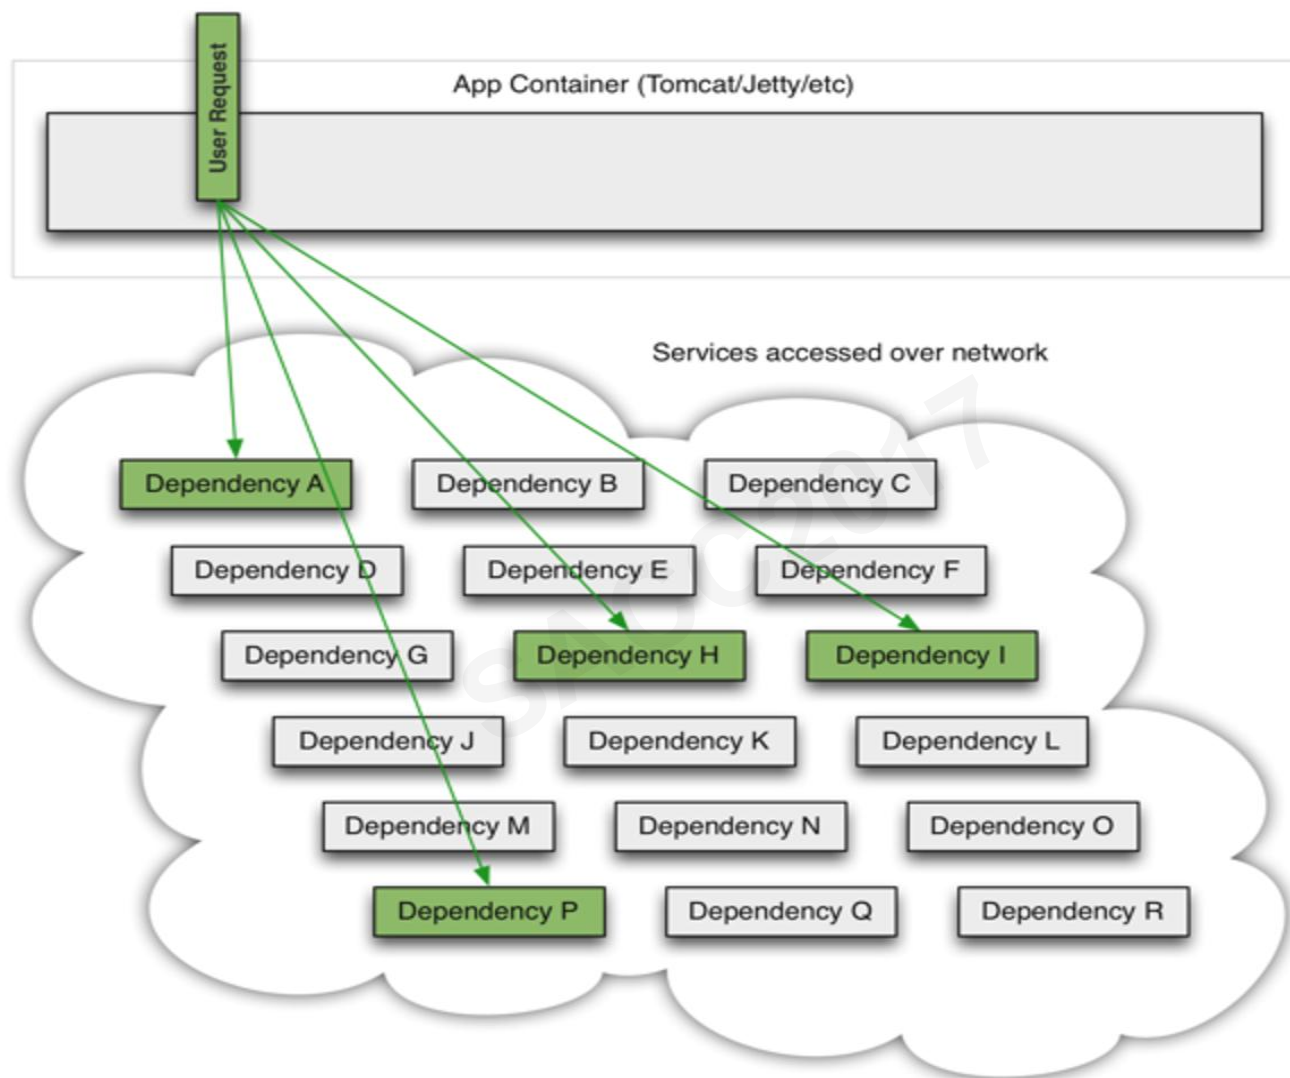 User Request
App Container (Tomcat/Jetty/etc)
Services accessed over network
Dependency A
Dependency B
Dependency C
Dependency D
Dependency E
Dependency F
Dependency G
Dependency H
Dependency I
Dependency J
Dependency K
Dependency L
Dependency M
Dependency N
Dependency O
Dependency P
Dependency Q
Dependency R
SACC2017